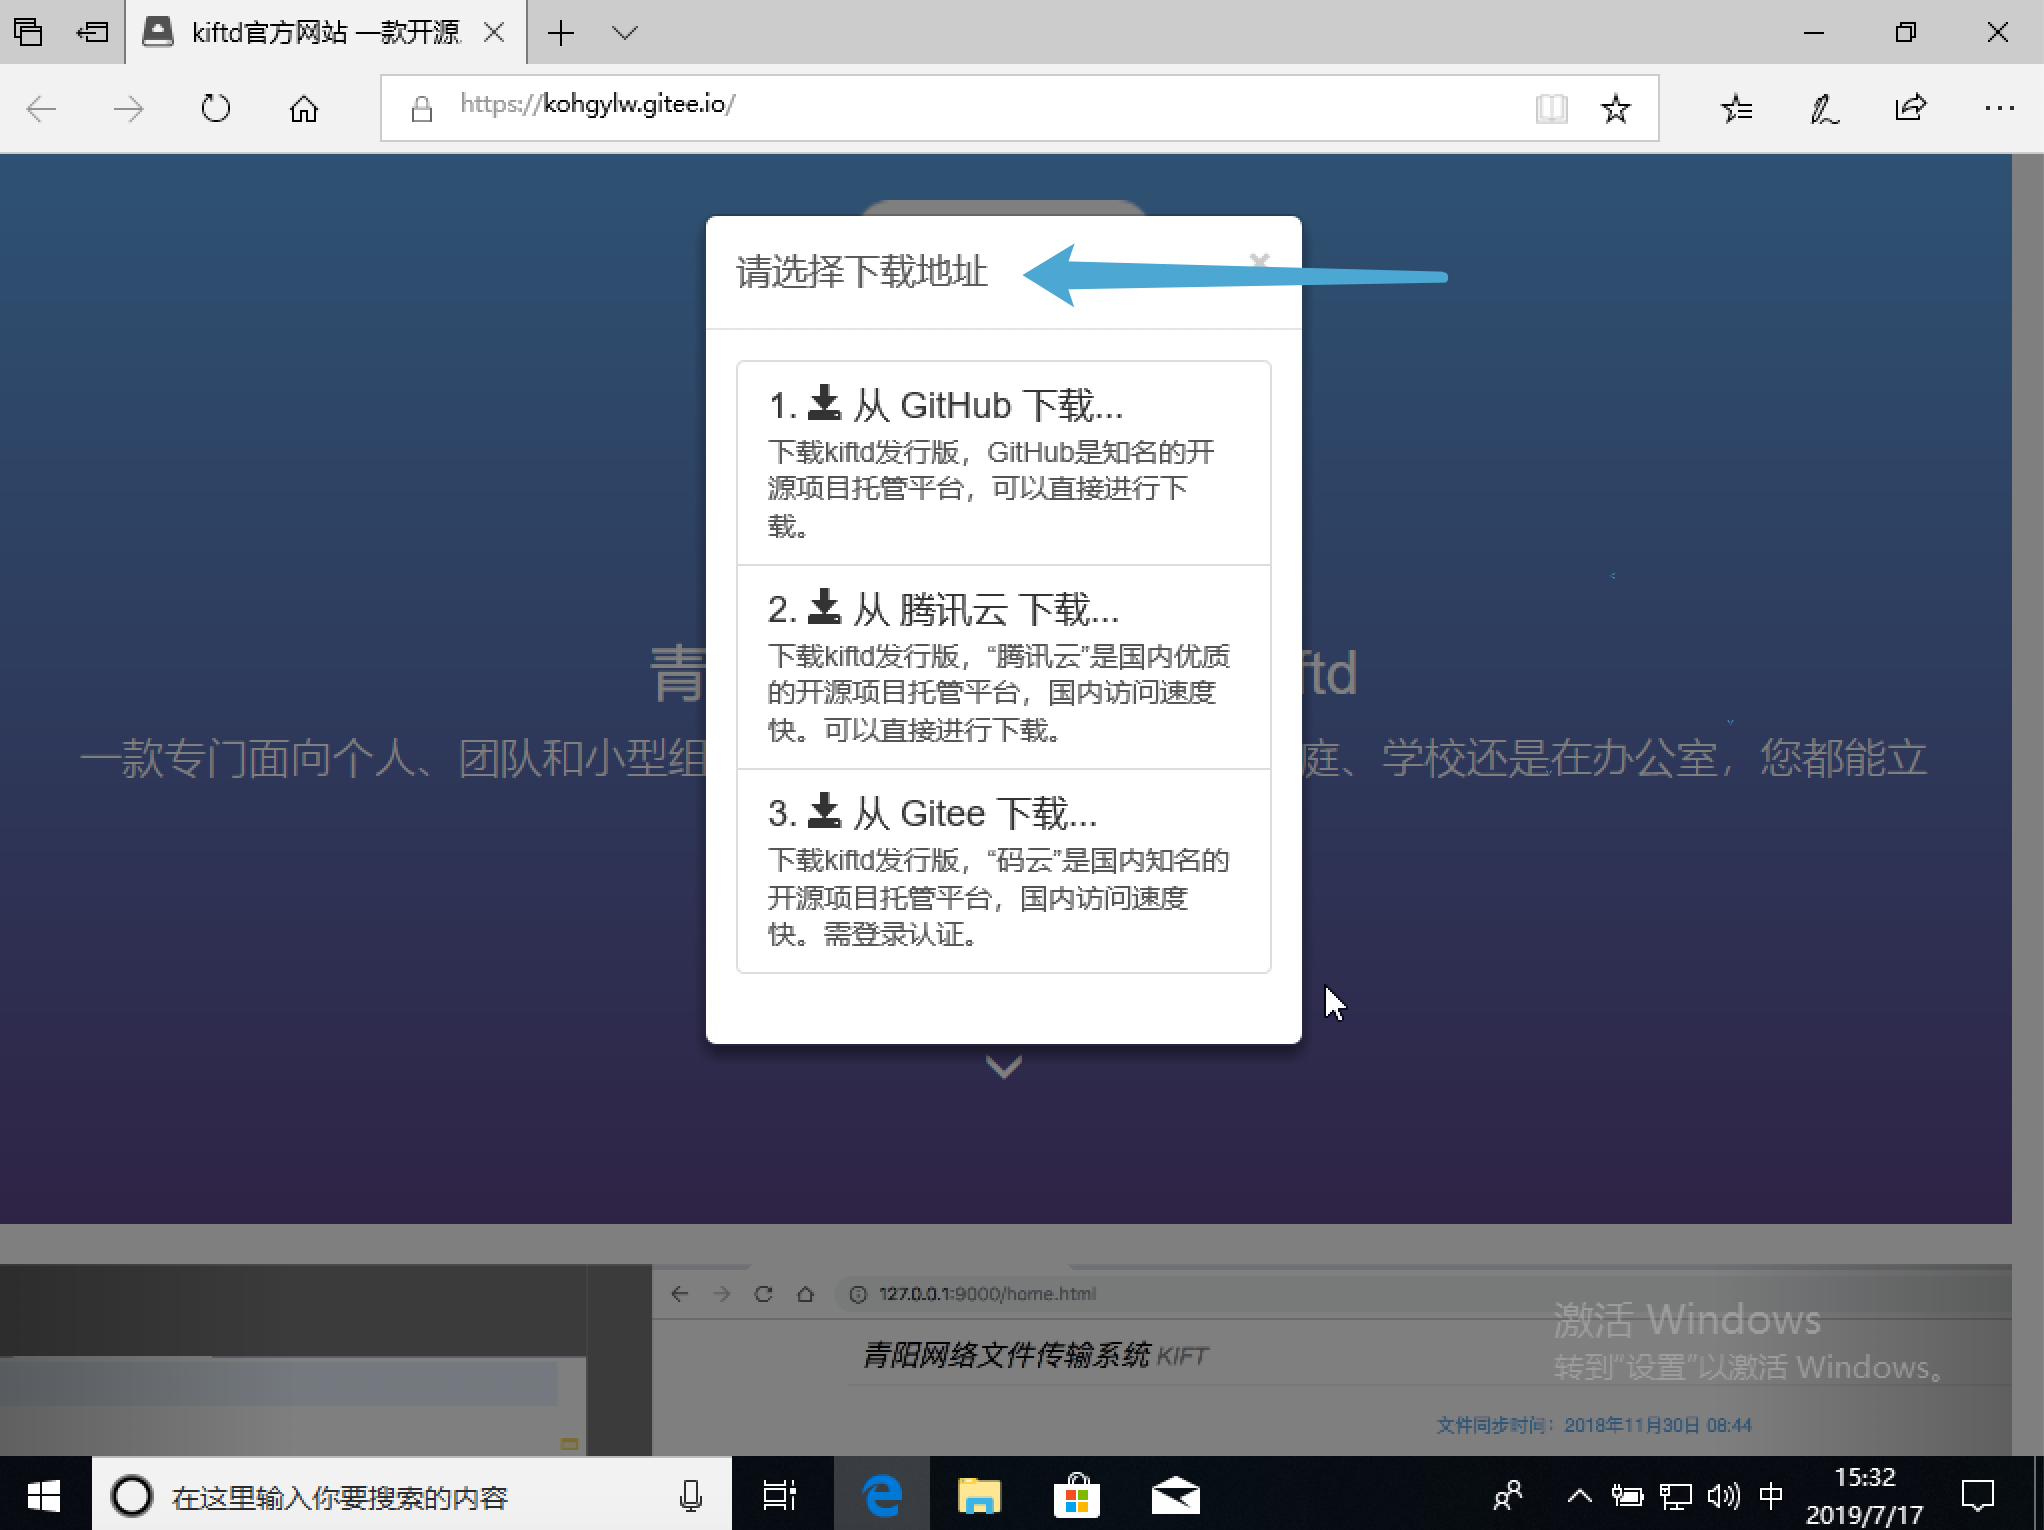 kiftd官方网站 一款开源
https://kohgylw.gitee.io/
请选择下载地址
1. 从 GitHub 下载...
下载kiftd发行版，GitHub是知名的开
源项目托管平台，可以直接进行下
载。
2. 从 腾讯云 下载...
下载kiftd发行版，“腾讯云”是国内优质
的开源项目托管平台，国内访问速度
快。可以直接进行下载。
3. 从 Gitee 下载...
下载kiftd发行版，“码云”是国内知名的
开源项目托管平台，国内访问速度
快。需登录认证。
青 ftd
一款专门面向个人、团队和小型组 庭、学校还是在办公室，您都能立
127.0.0.1:9000/home.html
青阳网络文件传输系统 KIFT
文件同步时间：2018年11月30日 08:44
激活 Windows
转到“设置”以激活 Windows。
在这里输入你要搜索的内容
中
15:32
2019/7/17